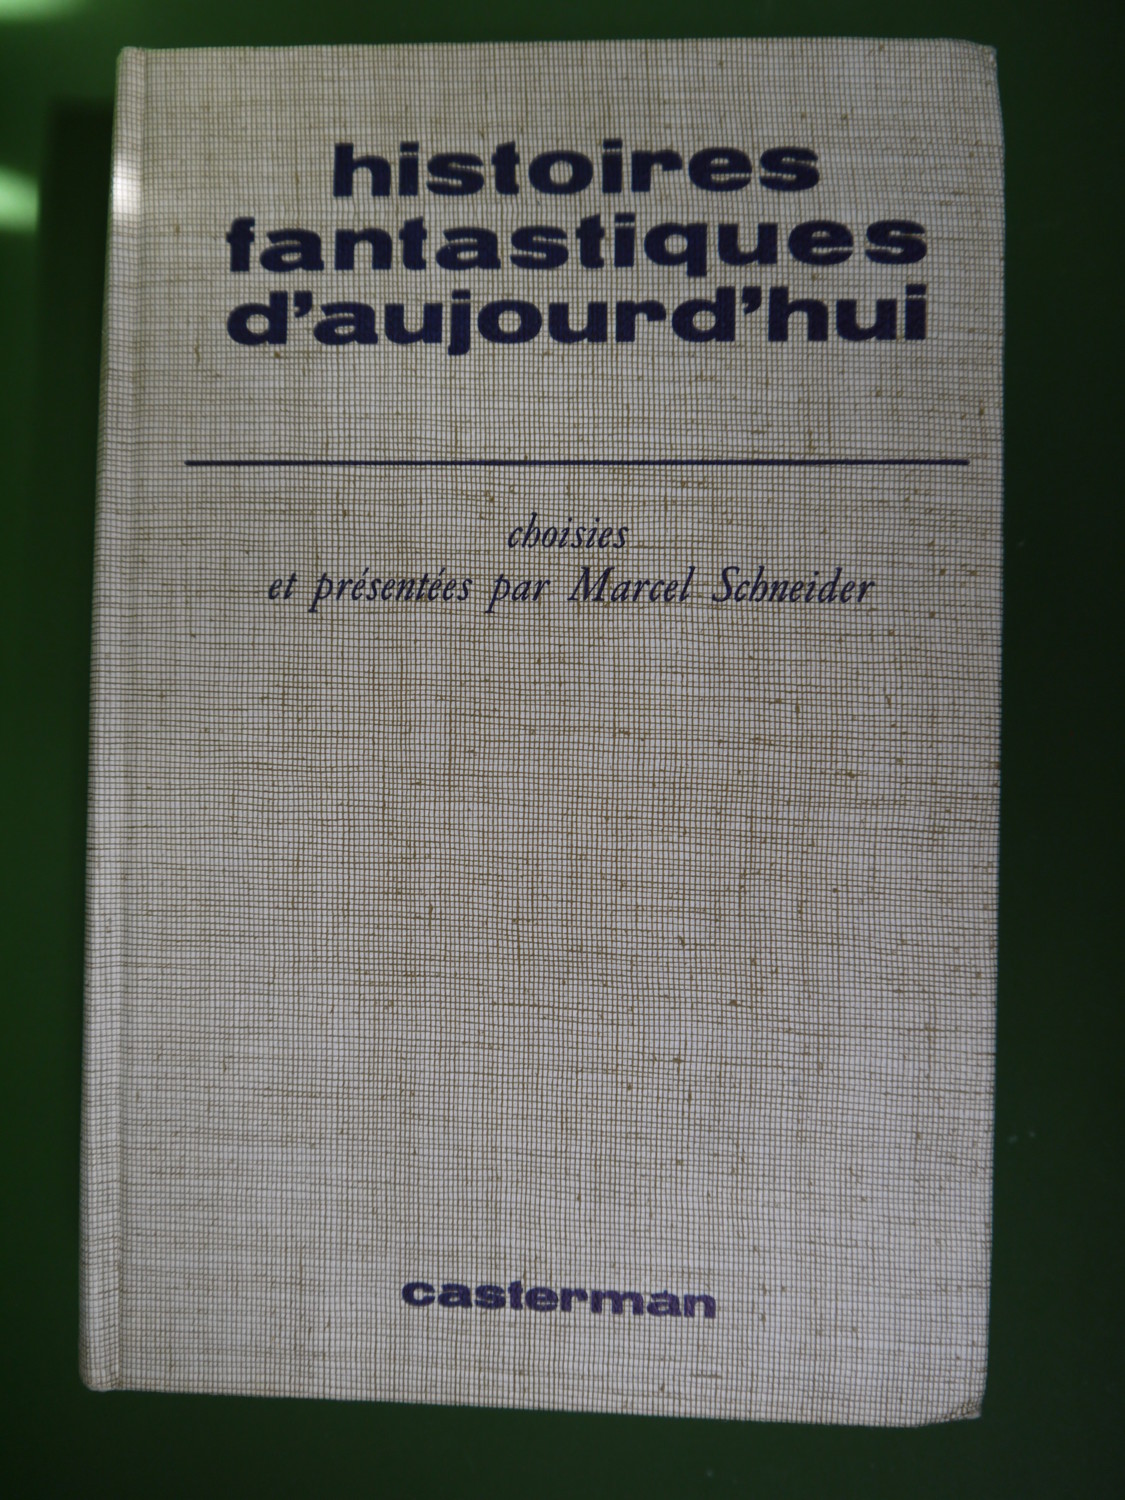 histoires
fantastiques
d'aujourd'hui
choisies
et présentées par Marcel Schneider
casterman